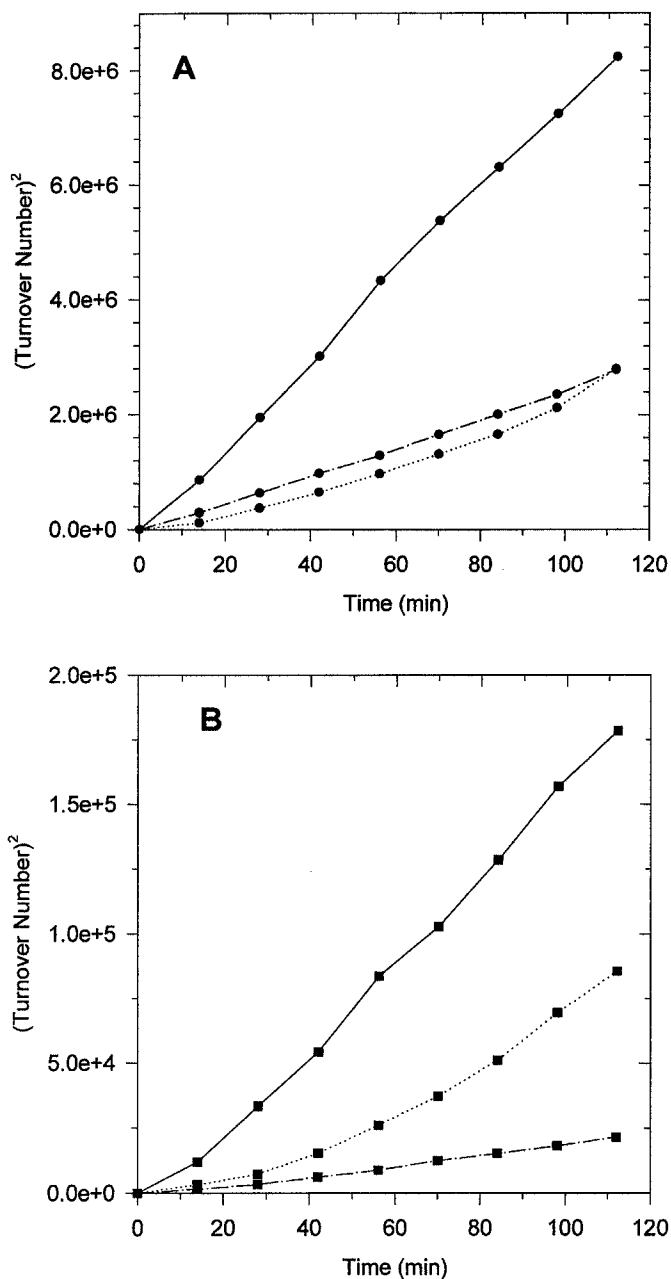 A
(Turnover Number)²
8.0e+6
6.0e+6
4.0e+6
2.0e+6
0.0e+0
0 20 40 60 80 100 120
Time (min)
B
(Turnover Number)²
2.0e+5
1.5e+5
1.0e+5
5.0e+4
0.0e+0
0 20 40 60 80 100 120
Time (min)